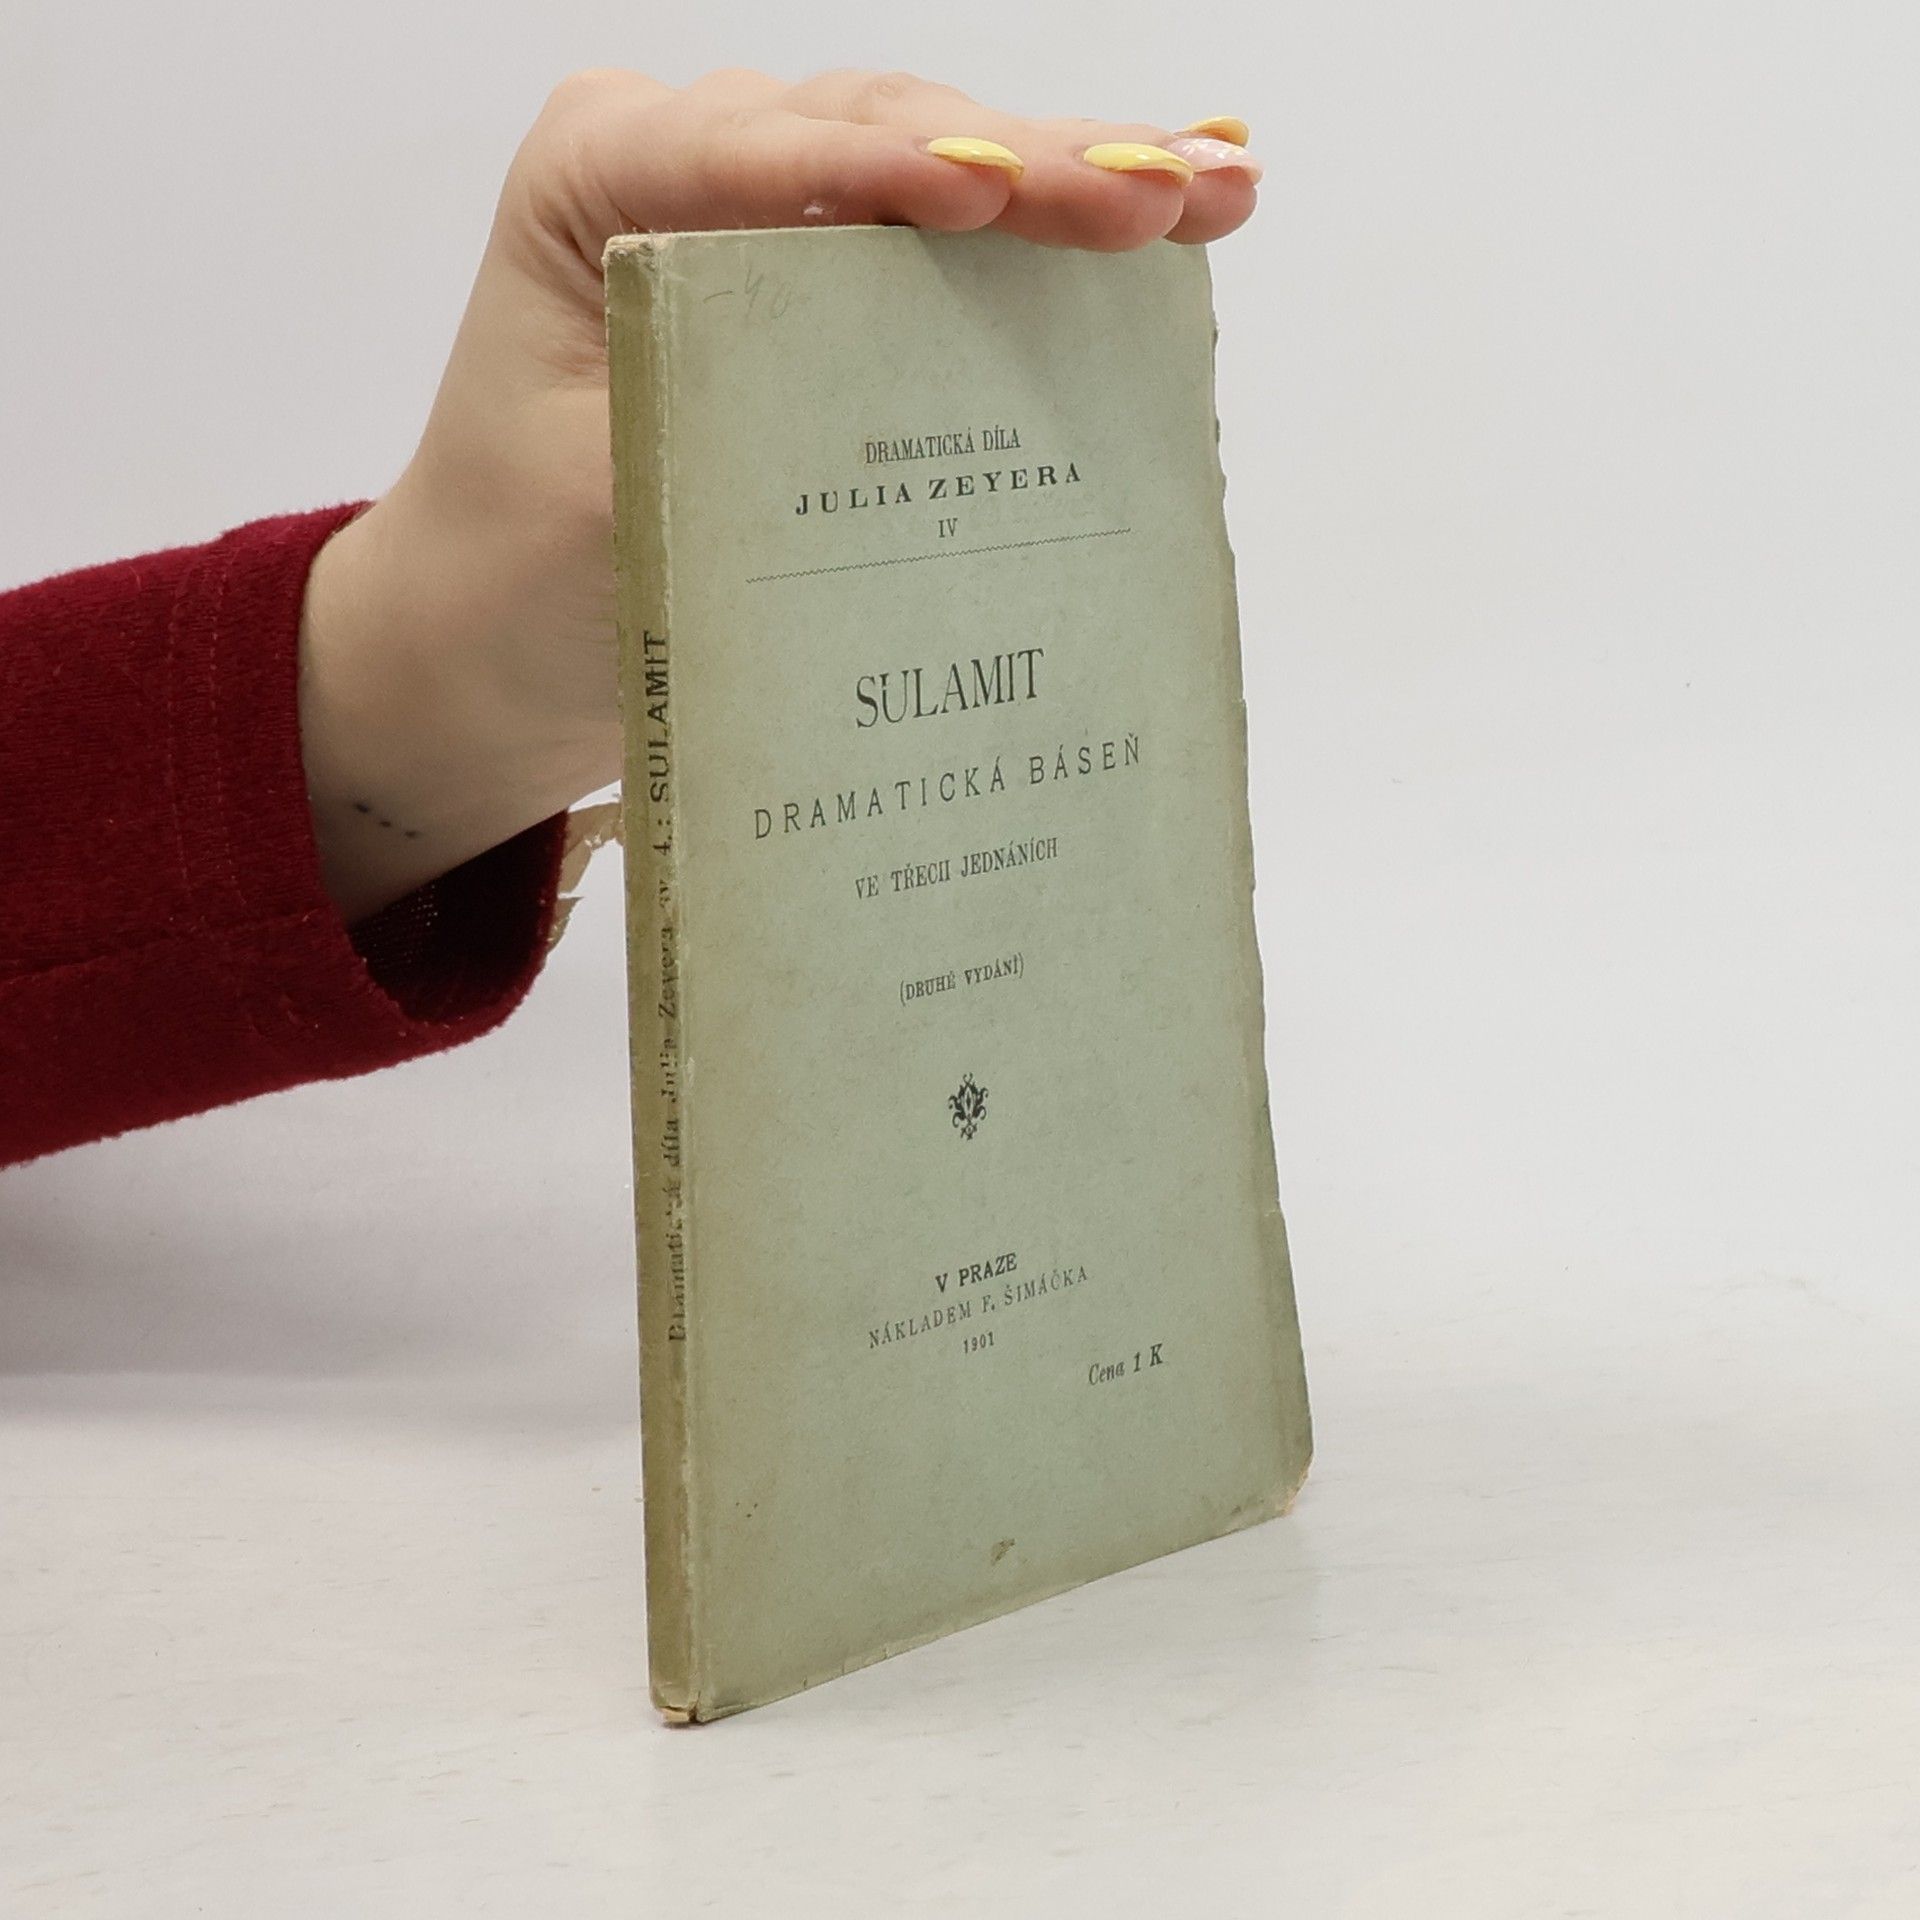 –40
DRAMATICKÁ DÍLA
JULIA ZEYERA
IV
SULAMIT
DRAMATICKÁ BÁSEŇ
VE TŘECH JEDNÁNÍCH
(DRUHÉ VYDÁNÍ)
V PRAZE
NÁKLADEM F. ŠIMÁČKA
1901
Cena 1 K
Dramatická díla Julia Zeyera IV. 4.: SULAMIT